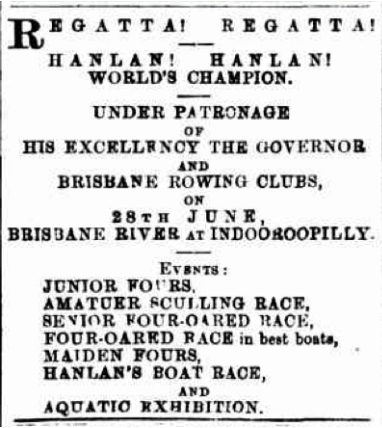 REGATTA! REGATTA!
HANLAN! HANLAN!
WORLD'S CHAMPION.
UNDER PATRONAGE
OF
HIS EXCELLENCY THE GOVERNOR
AND
BRISBANE ROWING CLUBS,
ON
28TH JUNE,
BRISBANE RIVER AT INDOOROOPILLY.
EVENTS:
JUNIOR FOURS,
AMATUER SCULLING RACE,
SENIOR FOUR-OARED RACE,
FOUR-OARED RACE in best boats,
MAIDEN FOURS,
HANLAN'S BOAT RACE,
AND
AQUATIC EXHIBITION.